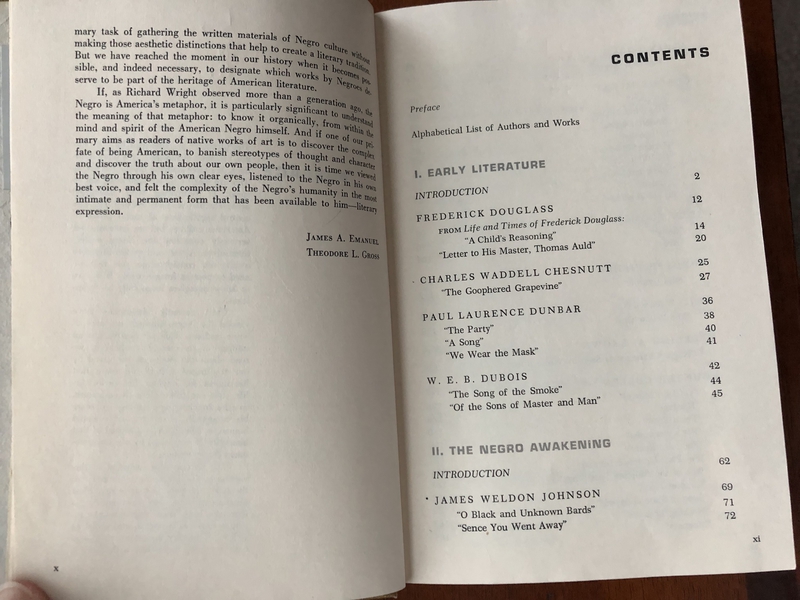 mary task of gathering the written materials of Negro culture without
making those aesthetic distinctions that help to create a literary tradition.
But we have reached the moment in our history when it becomes pos-
sible, and indeed necessary, to designate which works by Negroes de-
serve to be part of the heritage of American literature.
If, as Richard Wright observed more than a generation ago, the
Negro is America's metaphor, it is particularly significant to understand
the meaning of that metaphor: to know it organically, from within the
mind and spirit of the American Negro himself. And if one of our pri-
mary aims as readers of native works of art is to discover the complex
fate of being American, to banish stereotypes of thought and character
and discover the truth about our own people, then it is time we viewed
the Negro through his own clear eyes, listened to the Negro in his own
best voice, and felt the complexity of the Negro's humanity in the most
intimate and permanent form that has been available to him—literary
expression.
JAMES A. EMANUEL
THEODORE L. GROSS
x
CONTENTS
Preface
Alphabetical List of Authors and Works
I. EARLY LITERATURE
INTRODUCTION 2
FREDERICK DOUGLASS 12
FROM Life and Times of Frederick Douglass:
"A Child's Reasoning" 14
"Letter to His Master, Thomas Auld" 20
CHARLES WADDELL CHESNUTT 25
"The Goophered Grapevine" 27
PAUL LAURENCE DUNBAR 36
"The Party" 38
"A Song" 40
"We Wear the Mask" 41
W. E. B. DUBOIS 42
"The Song of the Smoke" 44
"Of the Sons of Master and Man" 45
II. THE NEGRO AWAKENING
INTRODUCTION 62
JAMES WELDON JOHNSON 69
"O Black and Unknown Bards" 71
"Sence You Went Away" 72
xi